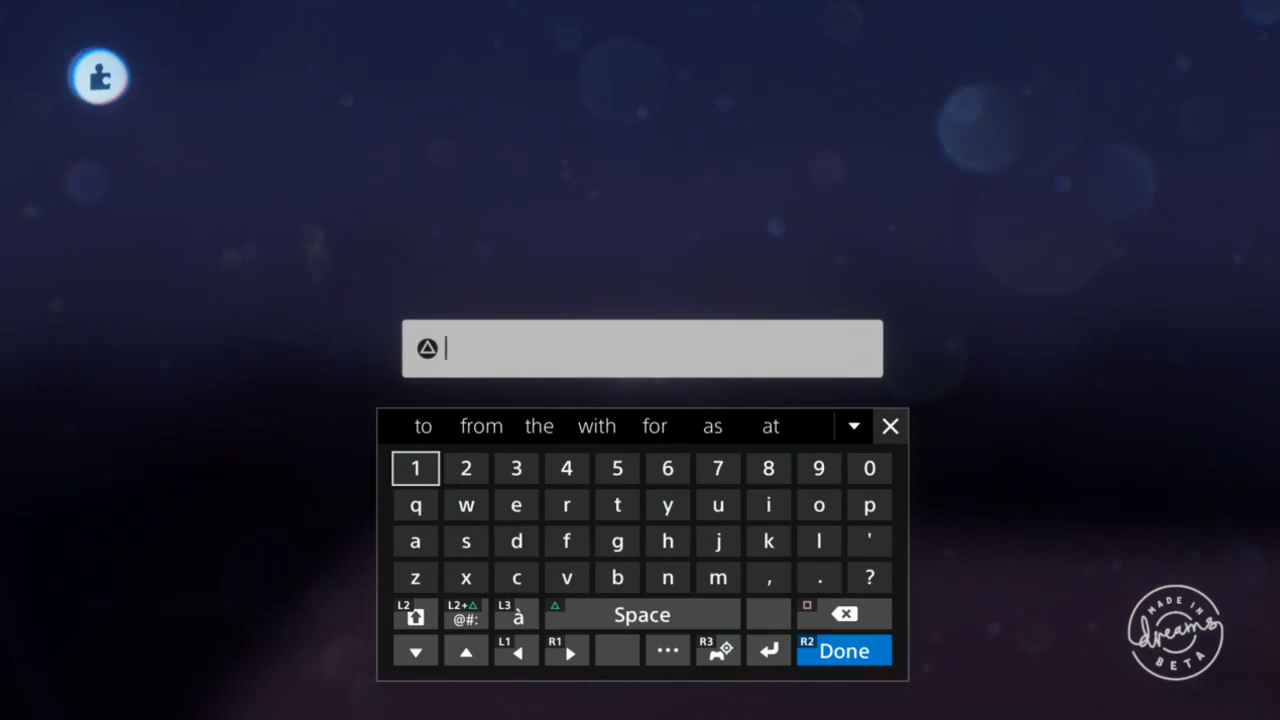 to from the with for as at
1 2 3 4 5 6 7 8 9 0
q w e r t y u i o p
a s d f g h j k l '
z x c v b n m , . ?
L2 L2+△ @#: L3 à △ Space
L1 R1 ... R3 R2 Done
MADE IN
dreams
BETA